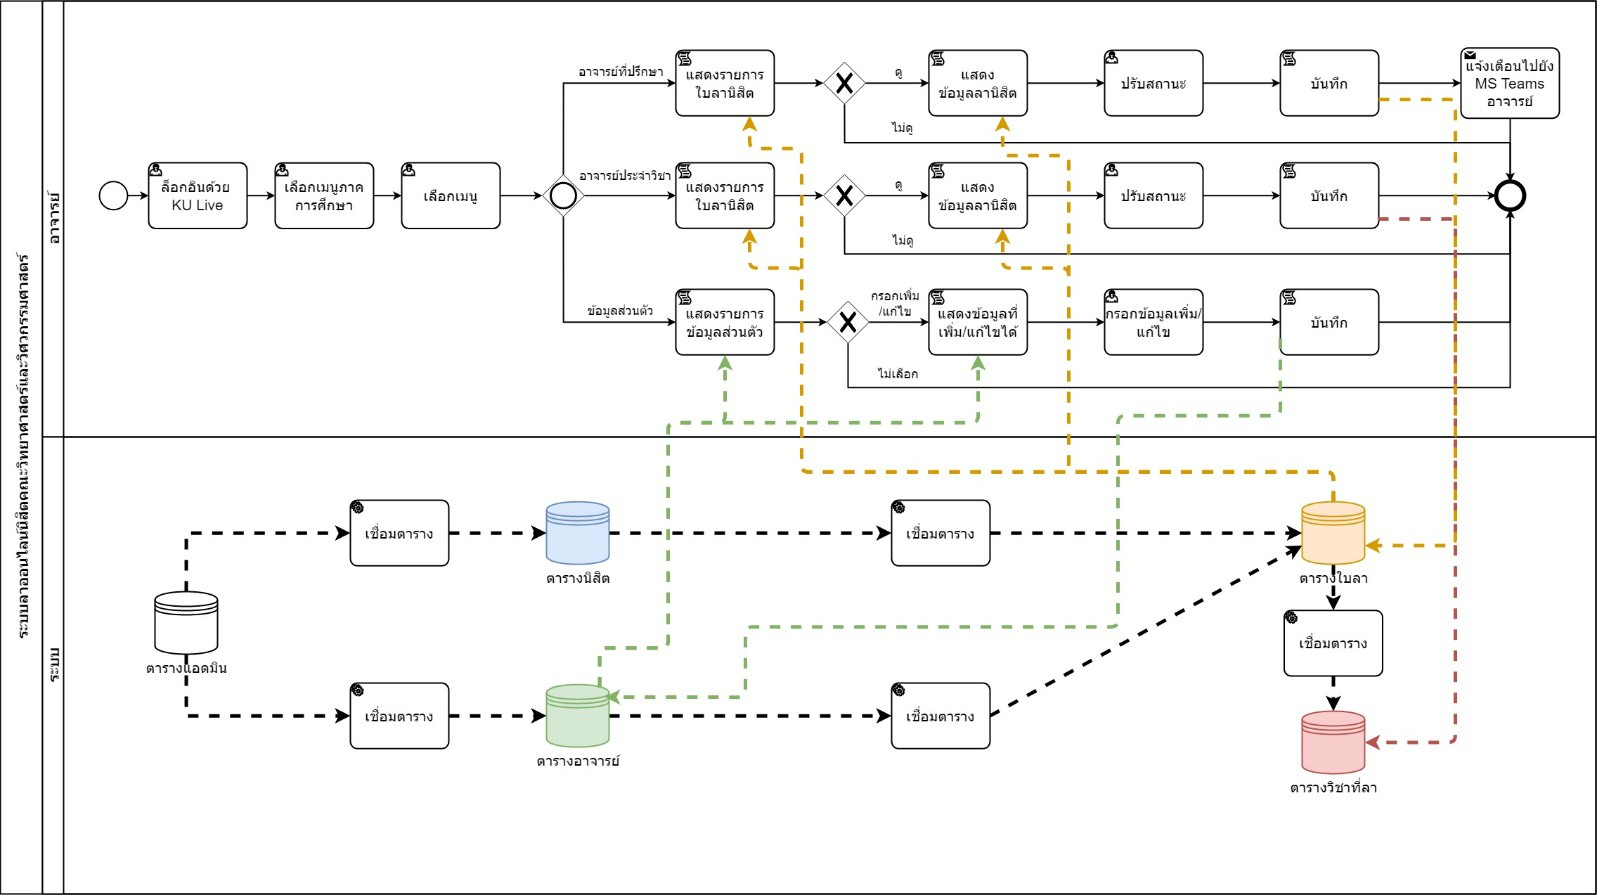 ระบบลาออนไลน์นิสิตคณะวิทยาศาสตร์และวิศวกรรมศาสตร์
อาจารย์
ล็อกอินด้วย
KU Live
เลือกเมนูภาค
การศึกษา
เลือกเมนู
อาจารย์ที่ปรึกษา
แสดงรายการ
ใบลานิสิต
ดู
ไม่ดู
แสดง
ข้อมูลลานิสิต
ปรับสถานะ
บันทึก
แจ้งเตือนไปยัง
MS Teams
อาจารย์
อาจารย์ประจำวิชา
แสดงรายการ
ใบลานิสิต
ดู
ไม่ดู
แสดง
ข้อมูลลานิสิต
ปรับสถานะ
บันทึก
ข้อมูลส่วนตัว
แสดงรายการ
ข้อมูลส่วนตัว
กรอกเพิ่ม
/แก้ไข
ไม่เลือก
แสดงข้อมูลที่
เพิ่ม/แก้ไขได้
กรอกข้อมูลเพิ่ม/
แก้ไข
บันทึก
ระบบ
ตารางแอดมิน
เชื่อมตาราง
ตารางนิสิต
เชื่อมตาราง
ตารางใบลา
เชื่อมตาราง
เชื่อมตาราง
ตารางอาจารย์
เชื่อมตาราง
ตารางวิชาที่ลา